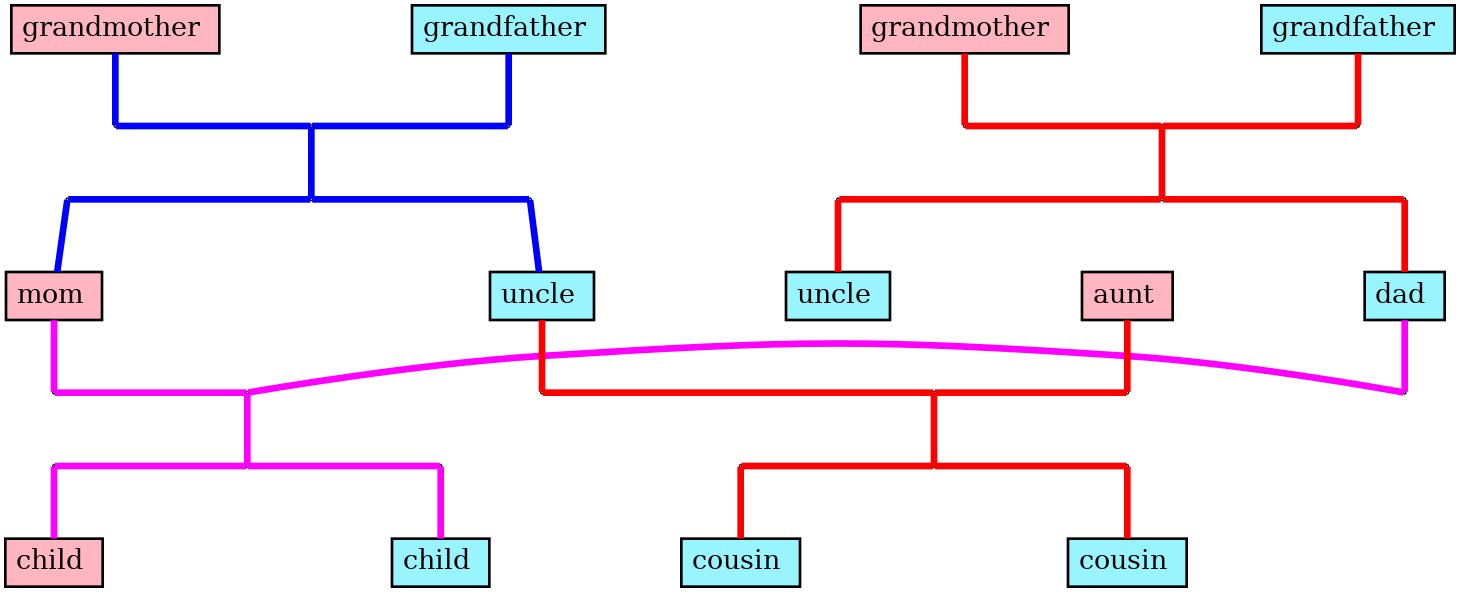 grandmother
grandfather
grandmother
grandfather
mom
uncle
uncle
aunt
dad
child
child
cousin
cousin